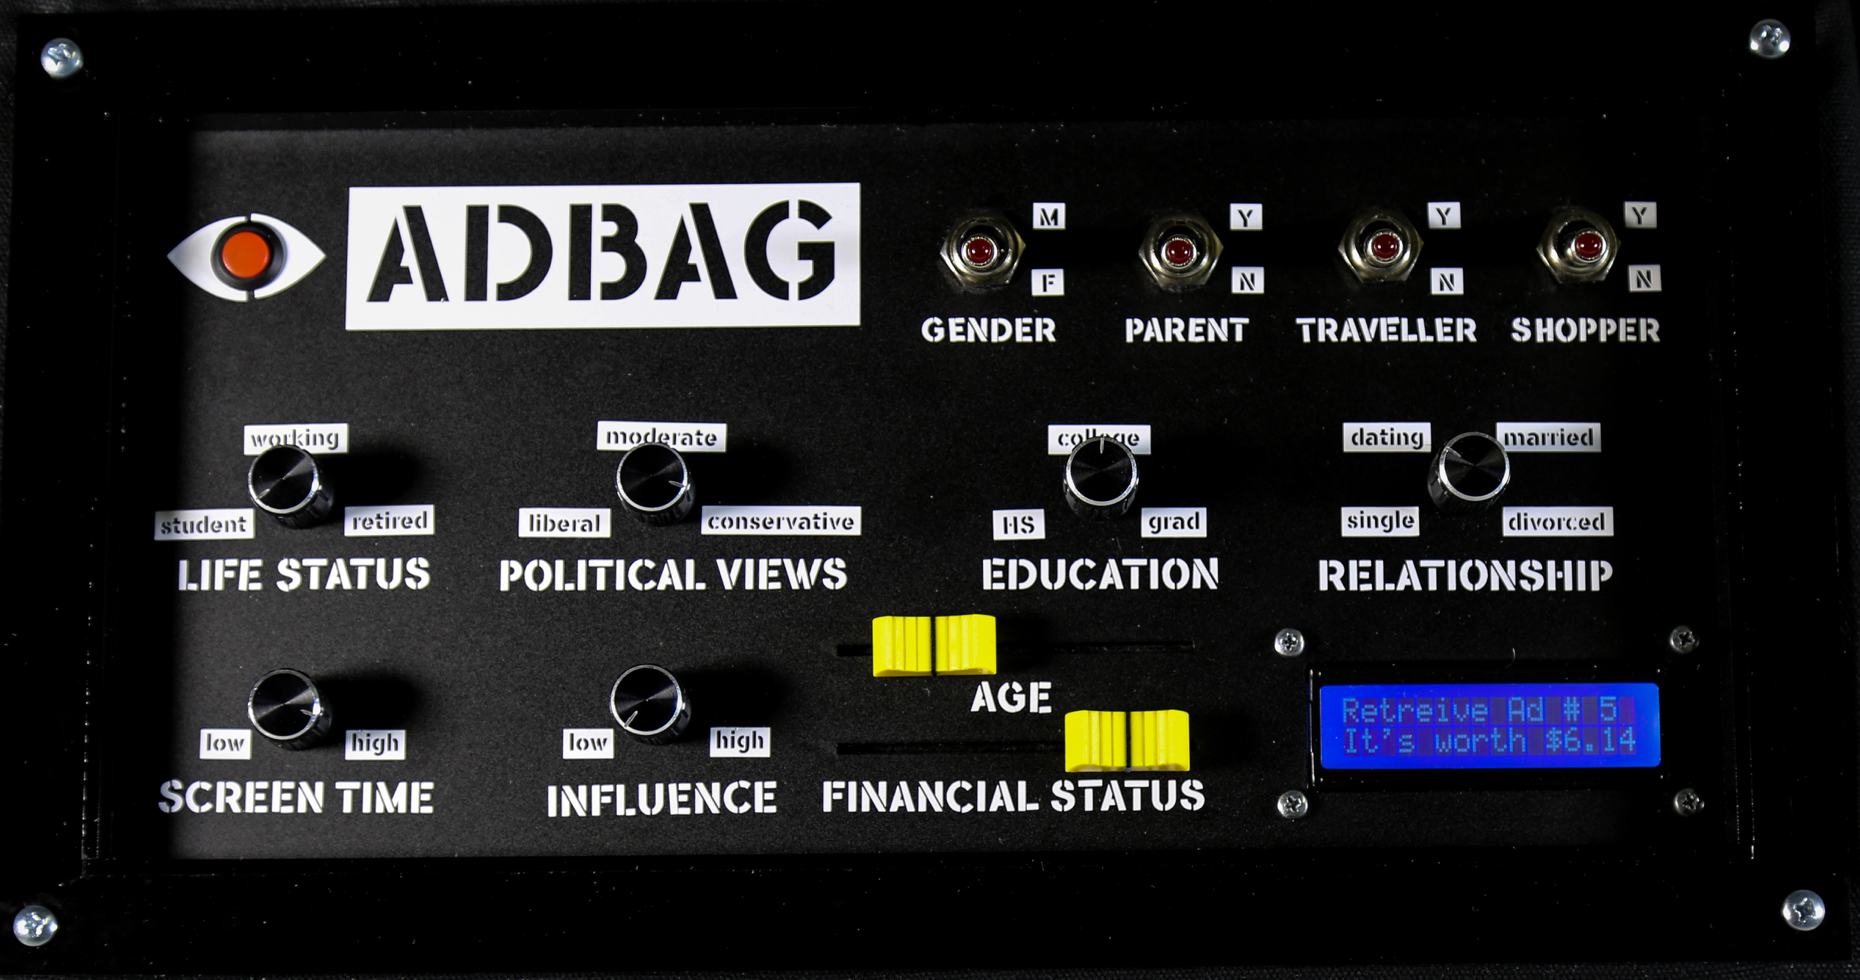 ADBAG
M
Y
Y
Y
F
N
N
N
GENDER
PARENT
TRAVELLER
SHOPPER
working
student
retired
LIFE STATUS
moderate
liberal
conservative
POLITICAL VIEWS
college
HS
grad
EDUCATION
dating
married
single
divorced
RELATIONSHIP
low
high
SCREEN TIME
low
high
INFLUENCE
AGE
FINANCIAL STATUS
Retreive Ad # 5
It's worth $6.14